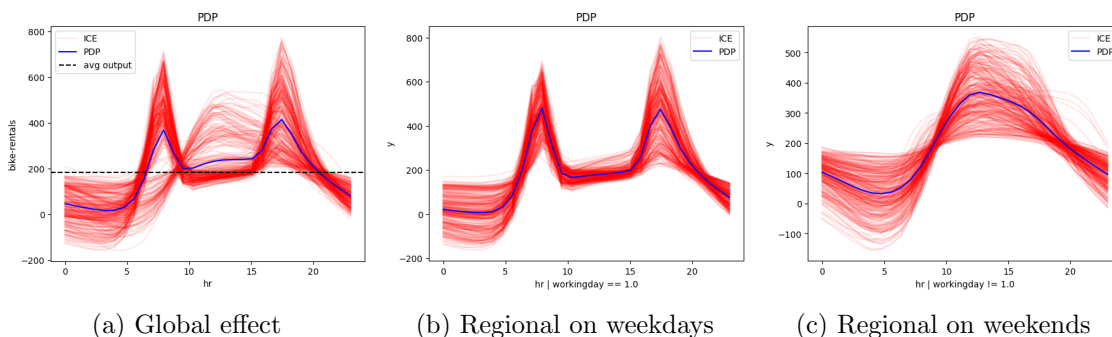 PDP
ICE
PDP
avg output
800
600
400
200
0
−200
bike-rentals
0
5
10
15
20
hr
(a) Global effect
PDP
ICE
PDP
800
600
400
200
0
−200
y
0
5
10
15
20
hr | workingday == 1.0
(b) Regional on weekdays
PDP
ICE
PDP
500
400
300
200
100
0
−100
y
0
5
10
15
20
hr | workingday != 1.0
(c) Regional on weekends